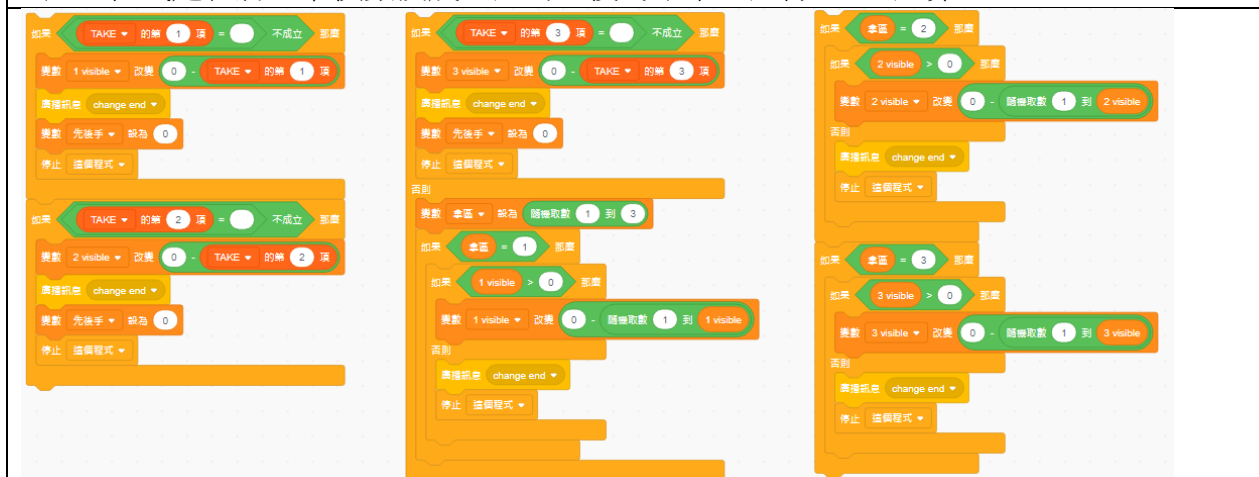 如果 TAKE 的第 1 項 = 不成立 那麼
變數 1 visible 改變 0 - TAKE 的第 1 項
廣播訊息 change end
變數 先後手 設為 0
停止 這個程式
如果 TAKE 的第 2 項 = 不成立 那麼
變數 2 visible 改變 0 - TAKE 的第 2 項
廣播訊息 change end
變數 先後手 設為 0
停止 這個程式
如果 TAKE 的第 3 項 = 不成立 那麼
變數 3 visible 改變 0 - TAKE 的第 3 項
廣播訊息 change end
變數 先後手 設為 0
停止 這個程式
否則
變數 拿區 設為 隨機取數 1 到 3
如果 拿區 = 1 那麼
如果 1 visible > 0 那麼
變數 1 visible 改變 0 - 隨機取數 1 到 1 visible
否則
廣播訊息 change end
停止 這個程式
如果 拿區 = 2 那麼
如果 2 visible > 0 那麼
變數 2 visible 改變 0 - 隨機取數 1 到 2 visible
否則
廣播訊息 change end
停止 這個程式
如果 拿區 = 3 那麼
如果 3 visible > 0 那麼
變數 3 visible 改變 0 - 隨機取數 1 到 3 visible
否則
廣播訊息 change end
停止 這個程式